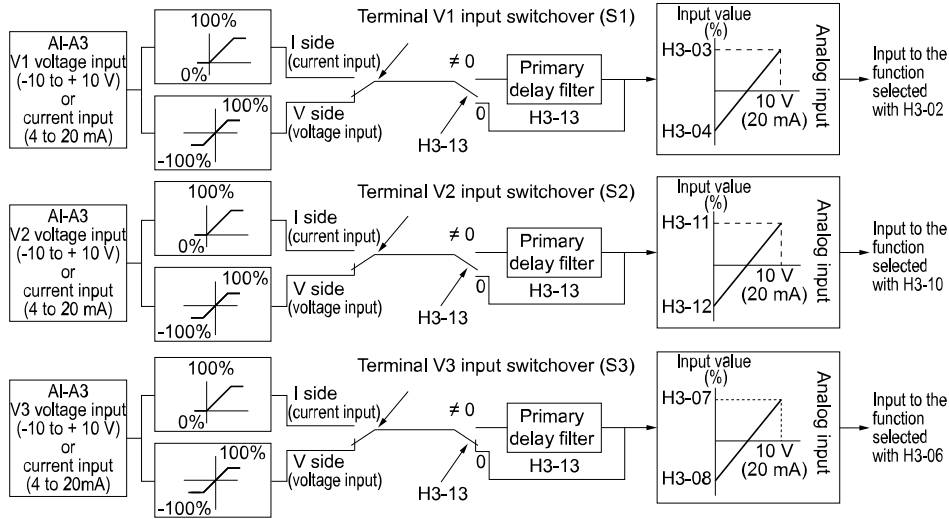 AI-A3
V1 voltage input
(-10 to + 10 V)
or
current input
(4 to 20 mA)
100%
0%
100%
-100%
I side
(current input)
V side
(voltage input)
Terminal V1 input switchover (S1)
≠ 0
0
H3-13
Primary
delay filter
H3-13
Input value
(%)
H3-03
H3-04
10 V
(20 mA)
Analog input
Input to the
function
selected
with H3-02
AI-A3
V2 voltage input
(-10 to + 10 V)
or
current input
(4 to 20 mA)
100%
0%
100%
-100%
I side
(current input)
V side
(voltage input)
Terminal V2 input switchover (S2)
≠ 0
0
H3-13
Primary
delay filter
H3-13
Input value
(%)
H3-11
H3-12
10 V
(20 mA)
Analog input
Input to the
function
selected
with H3-10
AI-A3
V3 voltage input
(-10 to + 10 V)
or
current input
(4 to 20mA)
100%
0%
100%
-100%
I side
(current input)
V side
(voltage input)
Terminal V3 input switchover (S3)
≠ 0
0
H3-13
Primary
delay filter
H3-13
Input value
(%)
H3-07
H3-08
10 V
(20 mA)
Analog input
Input to the
function
selected
with H3-06